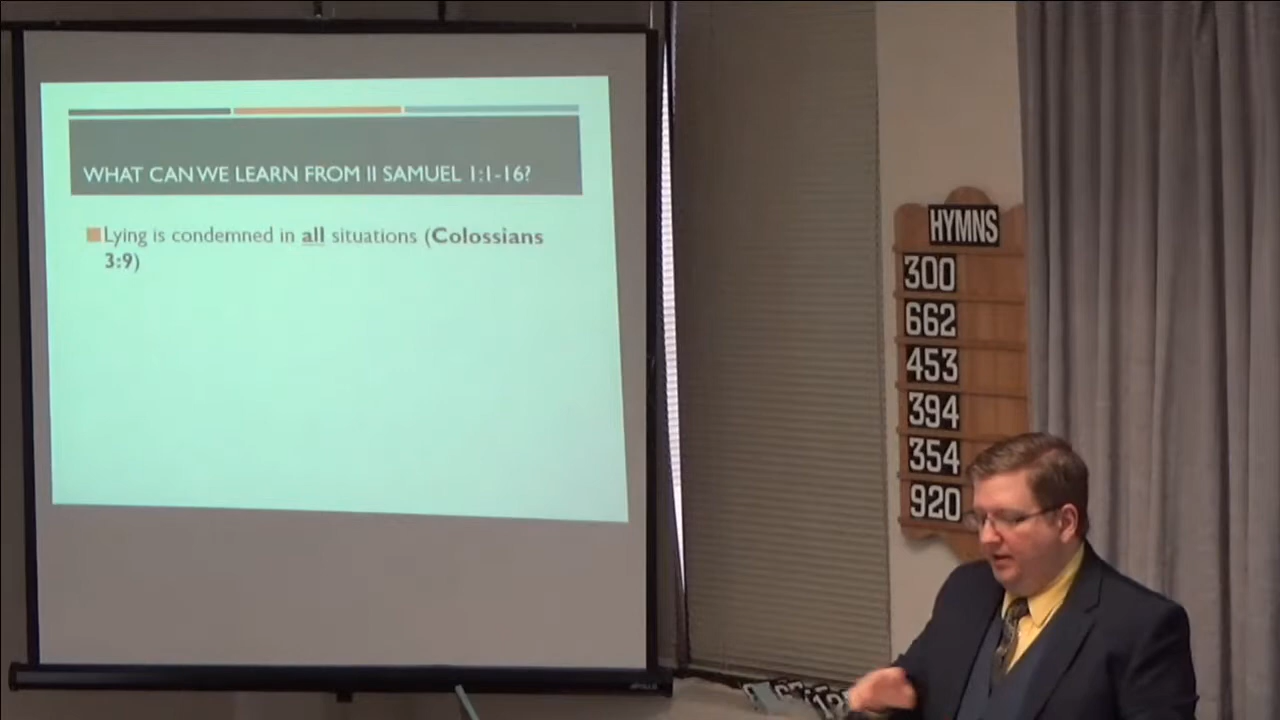 WHAT CAN WE LEARN FROM II SAMUEL 1:1-16?
Lying is condemned in all situations (Colossians
3:9)
HYMNS
300
662
453
394
354
920